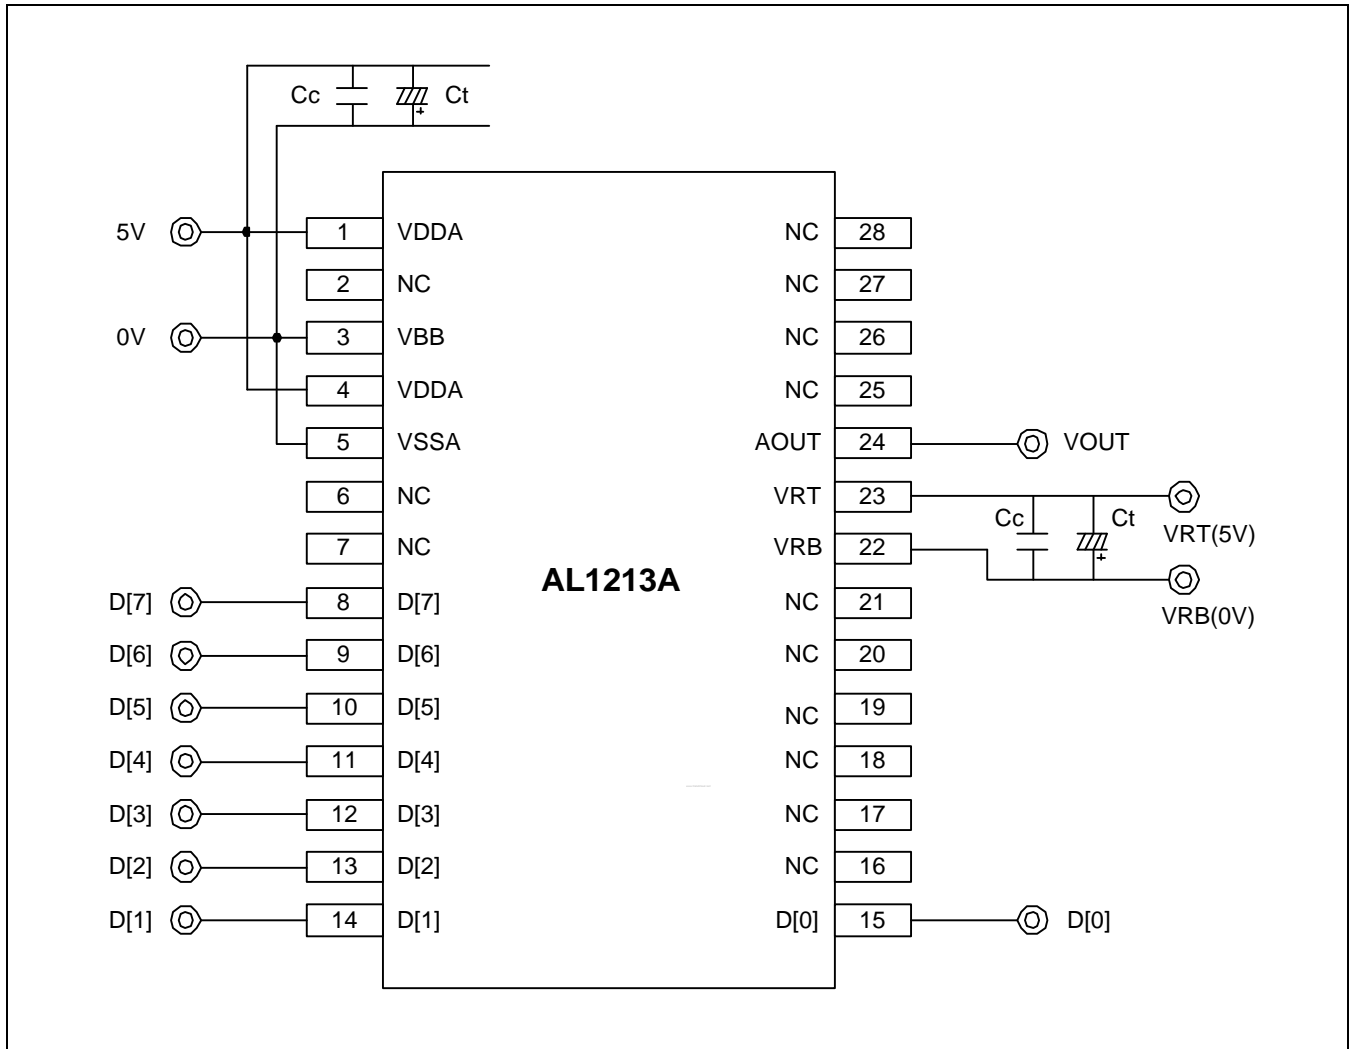 Cc Ct
5V 1 VDDA NC 28
2 NC NC 27
0V 3 VBB NC 26
4 VDDA NC 25
5 VSSA AOUT 24 VOUT
6 NC VRT 23
Cc Ct VRT(5V)
7 NC VRB 22
AL1213A
D[7] 8 D[7] NC 21
VRB(0V)
D[6] 9 D[6] NC 20
D[5] 10 D[5] NC 19
D[4] 11 D[4] NC 18
D[3] 12 D[3] NC 17
D[2] 13 D[2] NC 16
D[1] 14 D[1] D[0] 15 D[0]
+
+